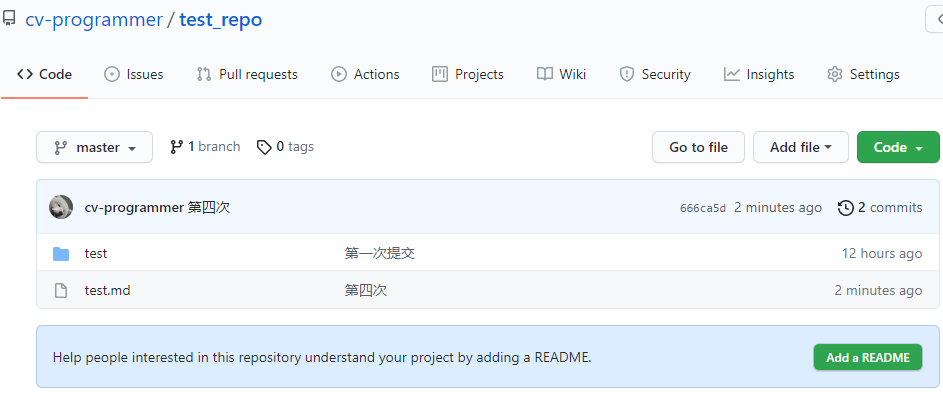 cv-programmer / test_repo
Code Issues Pull requests Actions Projects Wiki Security Insights Settings
master 1 branch 0 tags Go to file Add file Code
cv-programmer 第四次 666ca5d 2 minutes ago 2 commits
test 第一次提交 12 hours ago
test.md 第四次 2 minutes ago
Help people interested in this repository understand your project by adding a README. Add a README